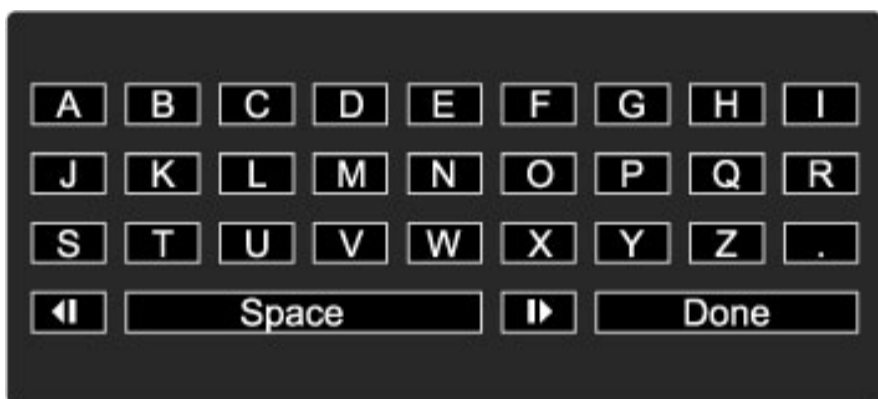 A B C D E F G H I
J K L M N O P Q R
S T U V W X Y Z .
Space Done